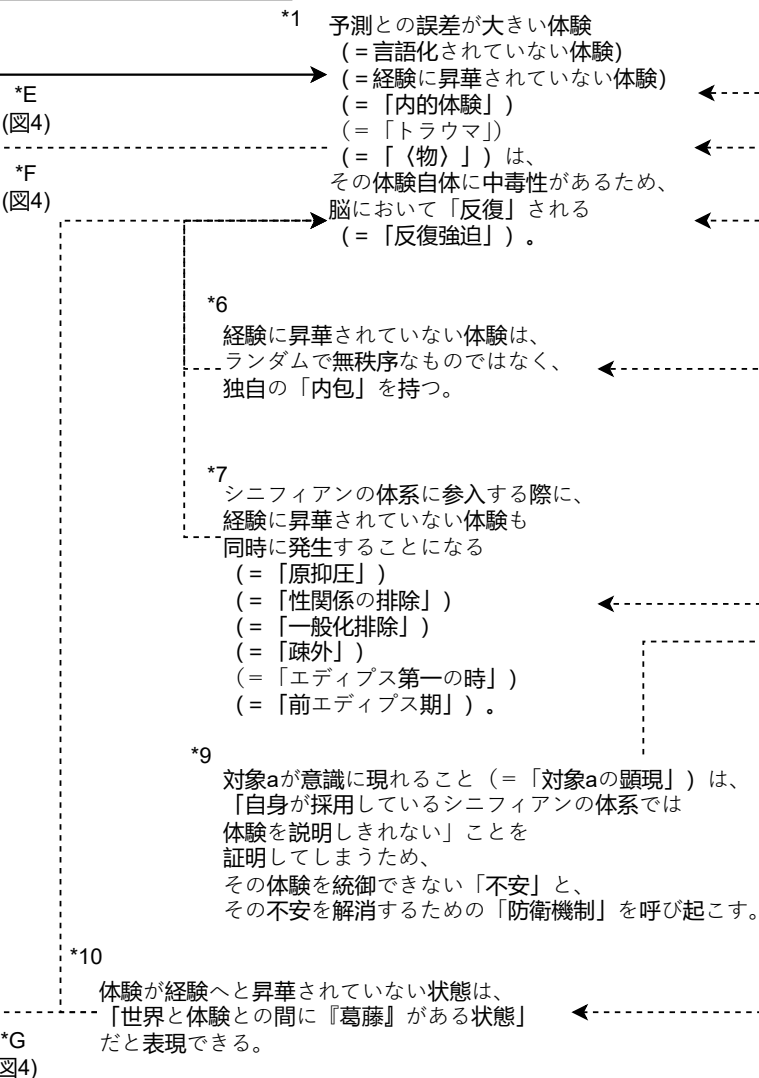 *1
予測との誤差が大きい体験
(=言語化されていない体験)
(=経験に昇華されていない体験)
(=「内的体験」)
(=「トラウマ」)
(=「〈物〉」)は、
その体験自体に中毒性があるため、
脳において「反復」される
(=「反復強迫」)。
*E
(図4)
*F
(図4)
*6
経験に昇華されていない体験は、
ランダムで無秩序なものではなく、
独自の「内包」を持つ。
*7
シニフィアンの体系に参入する際に、
経験に昇華されていない体験も
同時に発生することになる
(=「原抑圧」)
(=「性関係の排除」)
(=「一般化排除」)
(=「疎外」)
(=「エディプス第一の時」)
(=「前エディプス期」)。
*9
対象aが意識に現れること(=「対象aの顕現」)は、
「自身が採用しているシニフィアンの体系では
体験を説明しきれない」ことを
証明してしまうため、
その体験を統御できない「不安」と、
その不安を解消するための「防衛機制」を呼び起こす。
*10
体験が経験へと昇華されていない状態は、
「世界と体験との間に『葛藤』がある状態」
だと表現できる。
*G
図4)